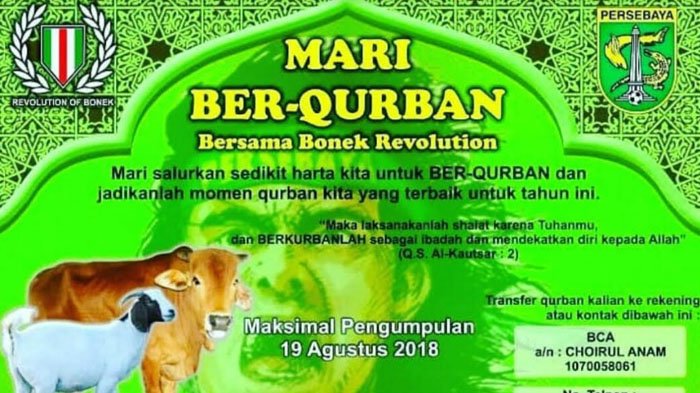 REVOLUTION OF BONEK
PERSEBAYA
MARI
BER-QURBAN
Bersama Bonek Revolution
Mari salurkan sedikit harta kita untuk BER-QURBAN dan
jadikanlah momen qurban kita yang terbaik untuk tahun ini.
"Maka laksanakanlah shalat karena Tuhanmu,
dan BERKURBANLAH sebagai ibadah dan mendekatkan diri kepada Allah"
(Q.S. Al-Kautsar : 2)
Maksimal Pengumpulan
19 Agustus 2018
Transfer qurban kalian ke rekening
atau kontak dibawah ini :
BCA
a/n : CHOIRUL ANAM
1070058061